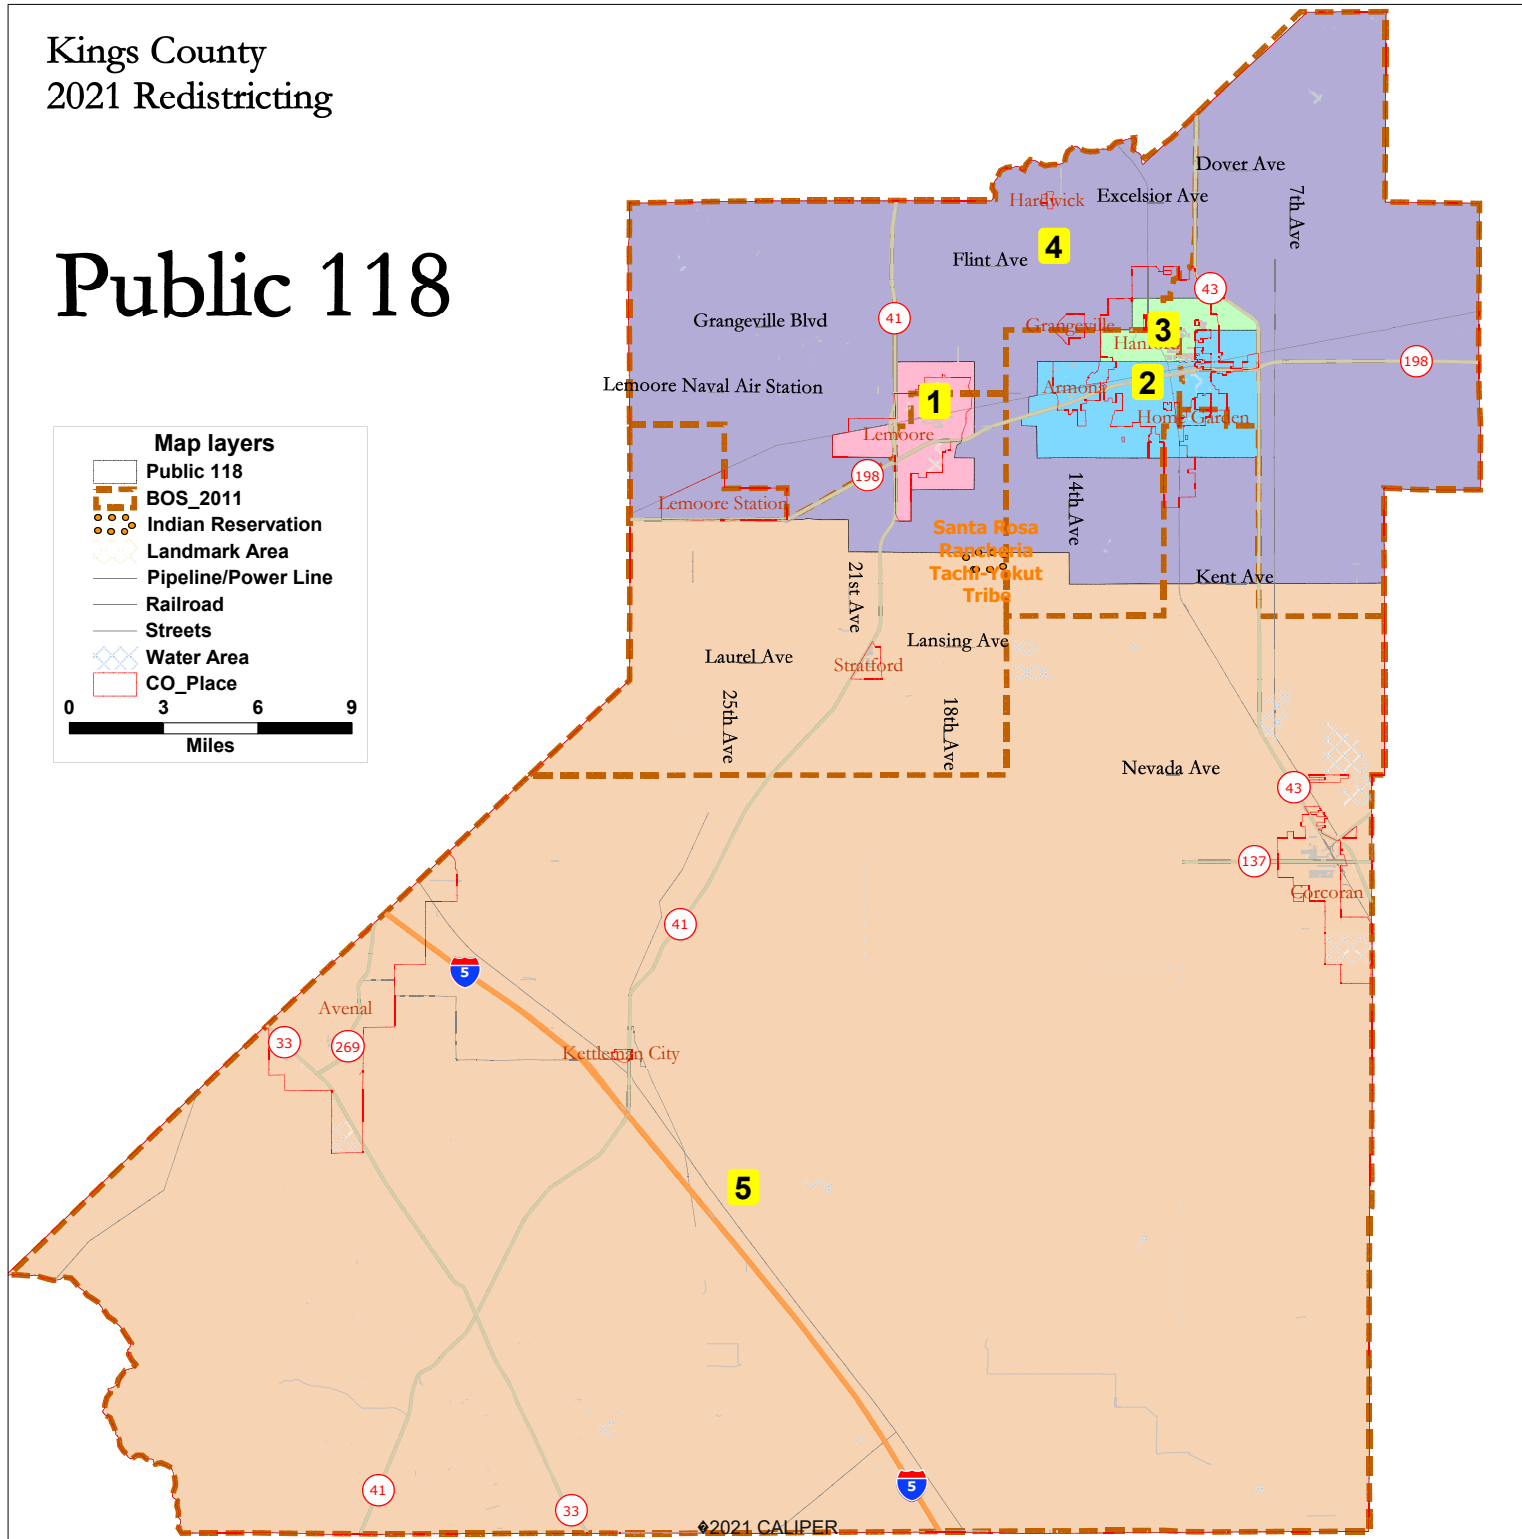 Kings County
2021 Redistricting
Public 118
Dover Ave
Excelsior Ave
7th Ave
Hardwick
4
Flint Ave
43
Grangeville Blvd
41
Grangeville
3
Hanford
198
Lemoore Naval Air Station
Armona
2
1
Home Garden
Lemoore
198
Lemoore Station
14th Ave
Santa Rosa
Rancheria
Tachi-Yokut
Tribe
Kent Ave
21st Ave
Lansing Ave
Laurel Ave
Stratford
25th Ave
18th Ave
Nevada Ave
43
137
Corcoran
41
5
Avenal
33
269
Kettleman City
5
41
33
5
Map layers
Public 118
BOS_2011
Indian Reservation
Landmark Area
Pipeline/Power Line
Railroad
Streets
Water Area
CO_Place
0 3 6 9
Miles
�2021 CALIPER